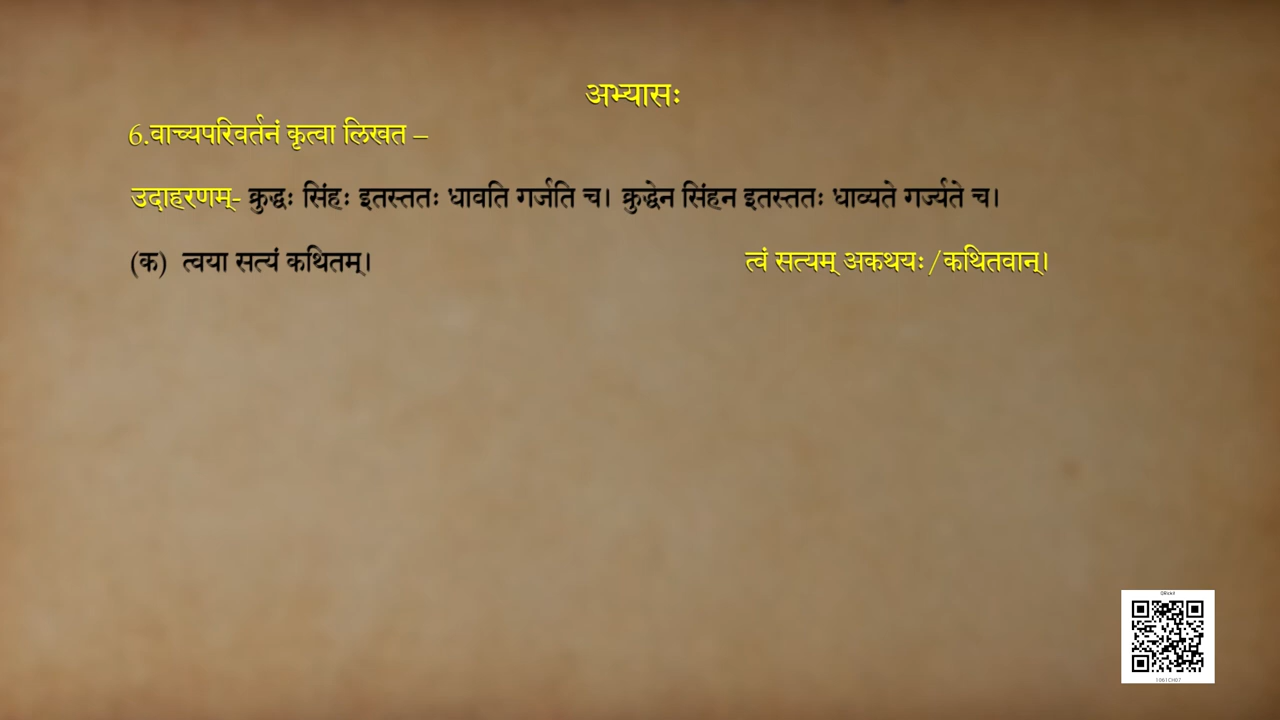 अभ्यासः
6.वाच्यपरिवर्तनं कृत्वा लिखत –
उदाहरणम्- क्रुद्धः सिंहः इतस्ततः धावति गर्जति च। क्रुद्धेन सिंहन इतस्ततः धाव्यते गर्ज्यते च।
(क) त्वया सत्यं कथितम्। त्वं सत्यम् अकथयः/कथितवान्।
1061CH07